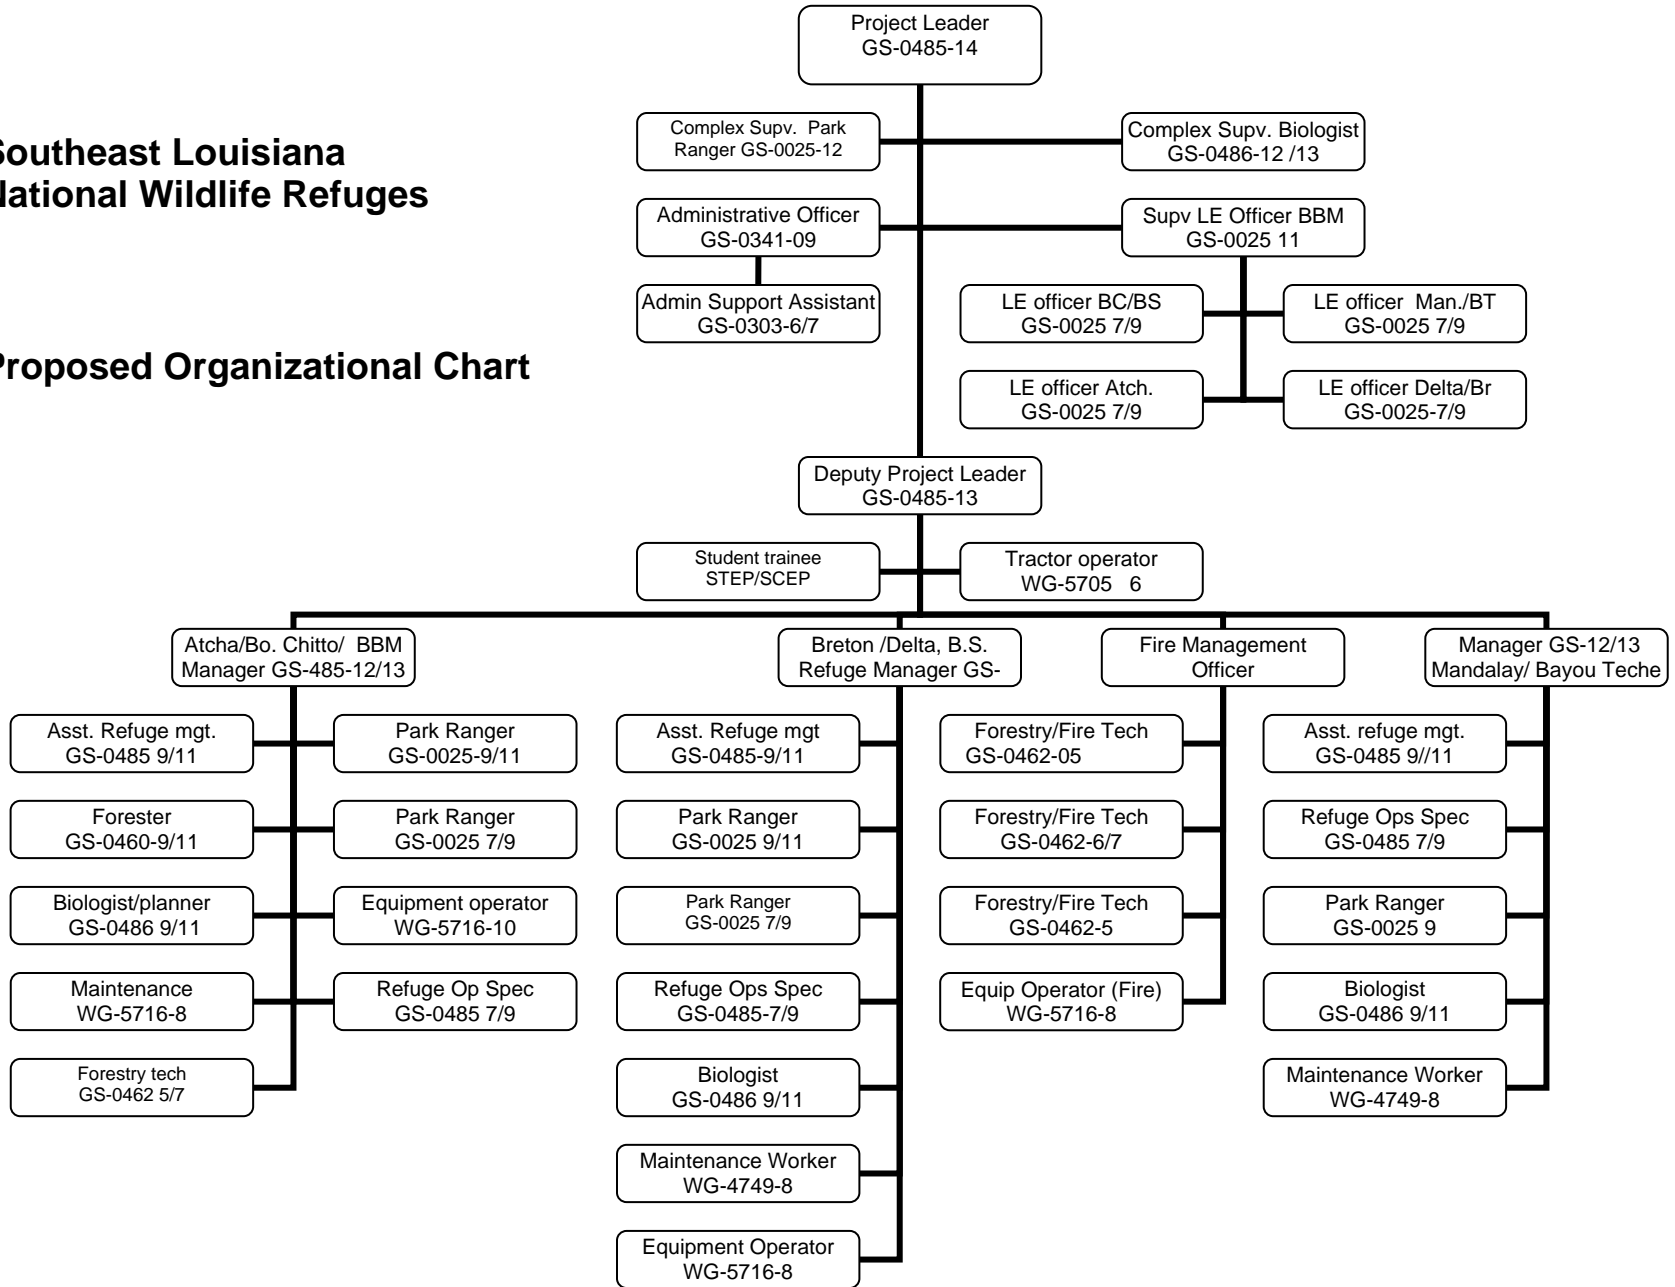 Project Leader
GS-0485-14
Complex Supv. Park
Ranger GS-0025-12
Complex Supv. Biologist
GS-0486-12 /13
outheast Louisiana
ational Wildlife Refuges
Administrative Officer
GS-0341-09
Supv LE Officer BBM
GS-0025 11
Admin Support Assistant
GS-0303-6/7
LE officer BC/BS
GS-0025 7/9
LE officer Man./BT
GS-0025 7/9
roposed Organizational Chart
LE officer Atch.
GS-0025 7/9
LE officer Delta/Br
GS-0025-7/9
Deputy Project Leader
GS-0485-13
Student trainee
STEP/SCEP
Tractor operator
WG-5705 6
Atcha/Bo. Chitto/ BBM
Manager GS-485-12/13
Breton /Delta, B.S.
Refuge Manager GS-
Fire Management
Officer
Manager GS-12/13
Mandalay/ Bayou Teche
Asst. Refuge mgt.
GS-0485 9/11
Park Ranger
GS-0025-9/11
Asst. Refuge mgt
GS-0485-9/11
Forestry/Fire Tech
GS-0462-05
Asst. refuge mgt.
GS-0485 9//11
Forester
GS-0460-9/11
Park Ranger
GS-0025 7/9
Park Ranger
GS-0025 9/11
Forestry/Fire Tech
GS-0462-6/7
Refuge Ops Spec
GS-0485 7/9
Biologist/planner
GS-0486 9/11
Equipment operator
WG-5716-10
Park Ranger
GS-0025 7/9
Forestry/Fire Tech
GS-0462-5
Park Ranger
GS-0025 9
Maintenance
WG-5716-8
Refuge Op Spec
GS-0485 7/9
Refuge Ops Spec
GS-0485-7/9
Equip Operator (Fire)
WG-5716-8
Biologist
GS-0486 9/11
Forestry tech
GS-0462 5/7
Biologist
GS-0486 9/11
Maintenance Worker
WG-4749-8
Maintenance Worker
WG-4749-8
Equipment Operator
WG-5716-8